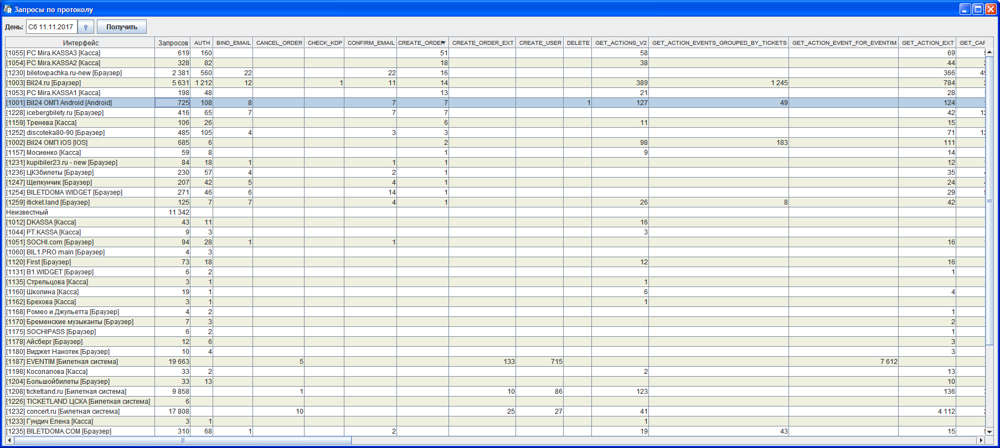 Запросы по протоколу
День: Сб 11.11.2017 Получить
Интерфейс Запросов AUTH BIND_EMAIL CANCEL_ORDER CHECK_KDP CONFIRM_EMAIL CREATE_ORDER CREATE_ORDER_EXT CREATE_USER DELETE GET_ACTIONS_V2 GET_ACTION_EVENTS_GROUPED_BY_TICKETS GET_ACTION_EVENT_FOR_EVENTIM GET_ACTION_EXT GET_CAR
[1055] PC Mira.KASSA3 [Касса] 619 160 51 58 69
[1054] PC Mira.KASSA2 [Касса] 328 82 18 38 44
[1230] biletovpachka.ru-new [Браузер] 2 381 560 22 22 16 366 49
[1003] Bil24.ru [Браузер] 5 631 1 212 12 1 11 14 389 1 245 784
[1053] PC Mira.KASSA1 [Касса] 198 48 13 21 28
[1001] Bil24 ОМП Android [Android] 725 108 8 7 7 1 127 49 124
[1228] icebergbilety.ru [Браузер] 416 65 7 7 7 42 12
[1159] Тренева [Касса] 106 26 6 11 15
[1252] discoteka80-90 [Браузер] 485 105 4 3 3 71 12
[1002] Bil24 ОМП IOS [IOS] 685 6 2 98 183 111
[1157] Мосиенко [Касса] 59 8 1 9 14
[1231] kupibiler23.ru - new [Браузер] 84 18 1 1 1 12
[1236] ЦКЗбилеты [Браузер] 230 57 4 2 1 35
[1247] Щелкунчик [Браузер] 207 42 5 4 1 24
[1254] BILETDOMA WIDGET [Браузер] 271 46 6 14 1 29
[1259] iticket.land [Браузер] 125 7 7 4 1 26 8 42
Неизвестный 11 342
[1012] DKASSA [Касса] 43 11 16
[1044] PT.KASSA [Касса] 9 3 3
[1051] SOCHI.com [Браузер] 94 28 1 1 16
[1060] BIL1.PRO main [Браузер] 4 3
[1120] First [Браузер] 73 18 12 16
[1131] B1.WIDGET [Браузер] 6 2 1
[1135] Стрельцова [Касса] 3 1 1
[1160] Школина [Касса] 19 1 6 4
[1162] Брехова [Касса] 3 1 1
[1168] Ромео и Джульетта [Браузер] 4 2 1
[1170] Бременские музыканты [Браузер] 7 3 2
[1175] SOCHIPASS [Браузер] 6 2 1
[1178] Айсберг [Браузер] 12 6 3
[1180] Виджет Нанотек [Браузер] 10 4 3
[1187] EVENTIM [Билетная система] 19 663 5 133 715 7 612
[1198] Косолапова [Касса] 33 2 2 13
[1204] Большойбилеты [Браузер] 33 13 10
[1208] ticketland.ru [Билетная система] 9 858 1 10 86 123 136
[1226] TICKETLAND ЦСКА [Билетная система] 6
[1232] concert.ru [Билетная система] 17 808 10 25 27 41 4 112
[1233] Гундич Елена [Касса] 3 1 1
[1235] BILETDOMA.COM [Браузер] 310 68 1 2 19 43 15